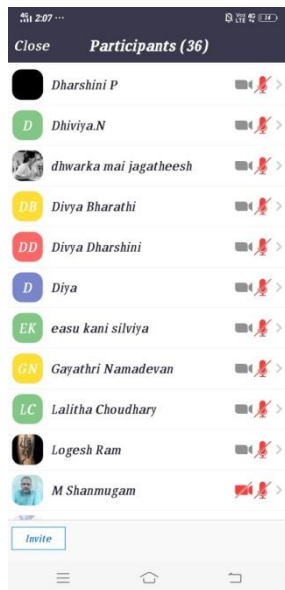 4G 2:07 ...
Close Participants (36)
Dharshini P
D Dhiviya.N
dhwarka mai jagatheesh
DB Divya Bharathi
DD Divya Dharshini
D Diya
EK easu kani silviya
GN Gayathri Namadevan
LC Lalitha Choudhary
Logesh Ram
M Shanmugam
Invite